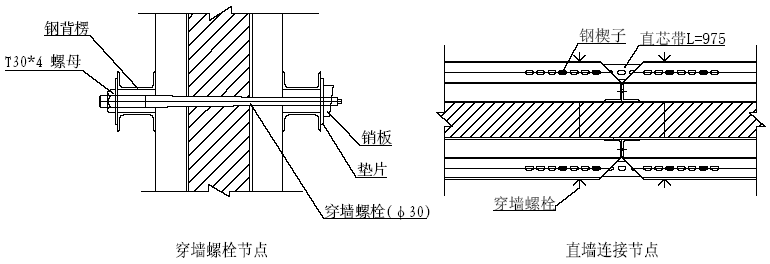 钢背楞
T30*4 螺母
销板
垫片
穿墙螺栓(φ30)
穿墙螺栓节点
钢楔子
直芯带L=975
穿墙螺栓
直墙连接节点